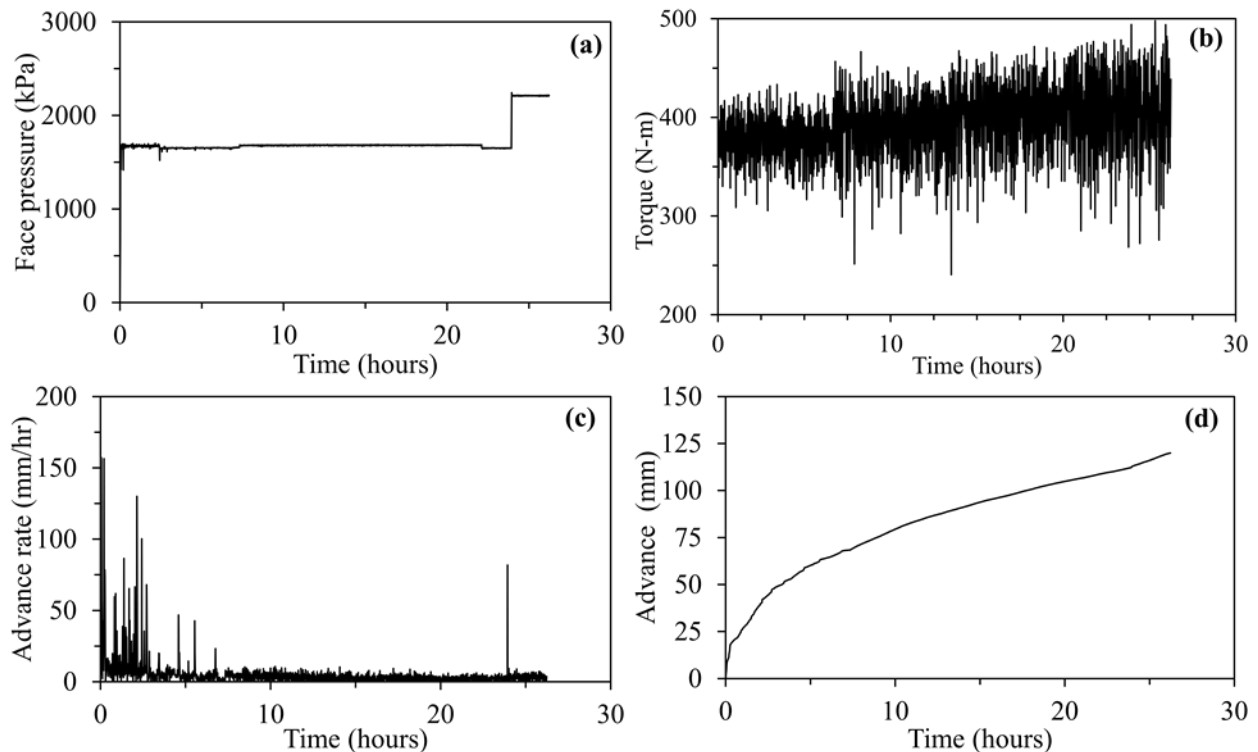 (a)
Face pressure (kPa)
3000
2000
1000
0
0 10 20 30
Time (hours)
(b)
Torque (N-m)
500
400
300
200
0 10 20 30
Time (hours)
(c)
Advance rate (mm/hr)
200
150
100
50
0
0 10 20 30
Time (hours)
(d)
Advance (mm)
150
125
100
75
50
25
0
0 10 20 30
Time (hours)